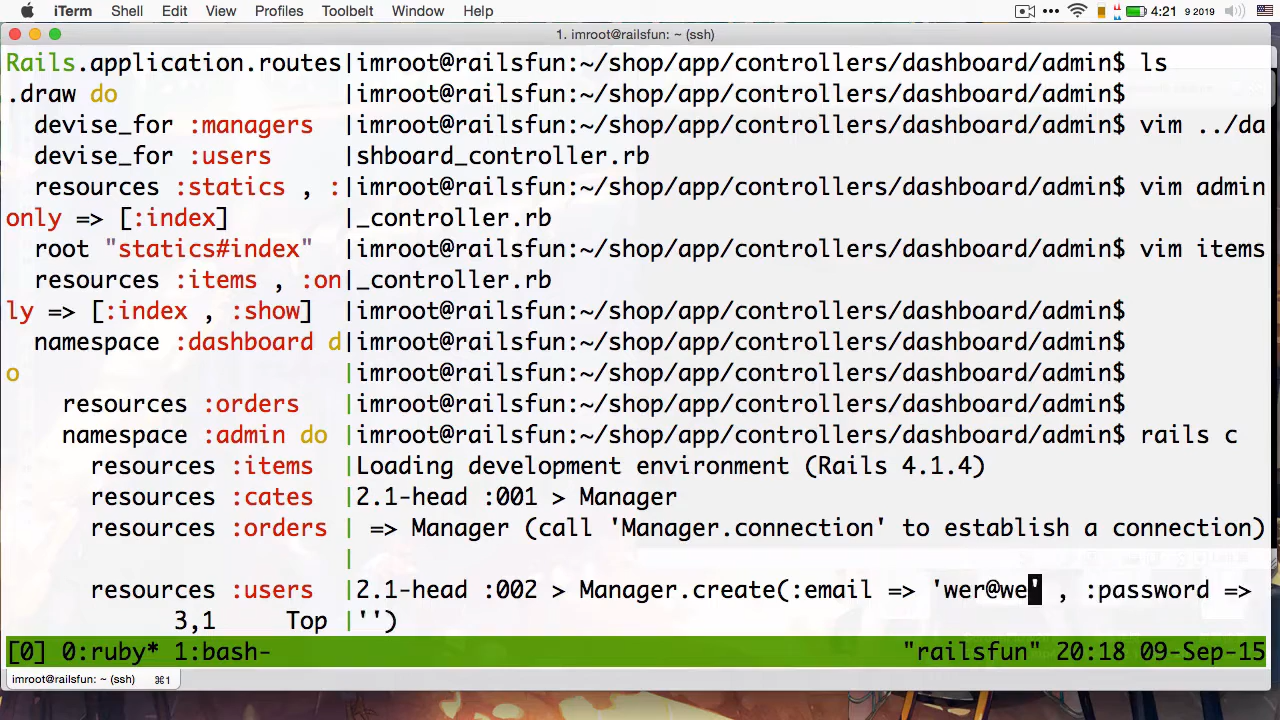 iTerm Shell Edit View Profiles Toolbelt Window Help 4:21 9 2019
1. imroot@railsfun: ~ (ssh)
Rails.application.routes|imroot@railsfun:~/shop/app/controllers/dashboard/admin$ ls
.draw do |imroot@railsfun:~/shop/app/controllers/dashboard/admin$
devise_for :managers |imroot@railsfun:~/shop/app/controllers/dashboard/admin$ vim ../da
devise_for :users |shboard_controller.rb
resources :statics , :|imroot@railsfun:~/shop/app/controllers/dashboard/admin$ vim admin
only => [:index] |_controller.rb
root "statics#index" |imroot@railsfun:~/shop/app/controllers/dashboard/admin$ vim items
resources :items , :on|_controller.rb
ly => [:index , :show] |imroot@railsfun:~/shop/app/controllers/dashboard/admin$
namespace :dashboard d|imroot@railsfun:~/shop/app/controllers/dashboard/admin$
o |imroot@railsfun:~/shop/app/controllers/dashboard/admin$
resources :orders |imroot@railsfun:~/shop/app/controllers/dashboard/admin$
namespace :admin do |imroot@railsfun:~/shop/app/controllers/dashboard/admin$ rails c
resources :items |Loading development environment (Rails 4.1.4)
resources :cates |2.1-head :001 > Manager
resources :orders | => Manager (call 'Manager.connection' to establish a connection)
|
resources :users |2.1-head :002 > Manager.create(:email => 'wer@we' , :password =>
3,1 Top |'')
[0] 0:ruby* 1:bash- "railsfun" 20:18 09-Sep-15
imroot@railsfun: ~ (ssh) ⌘1